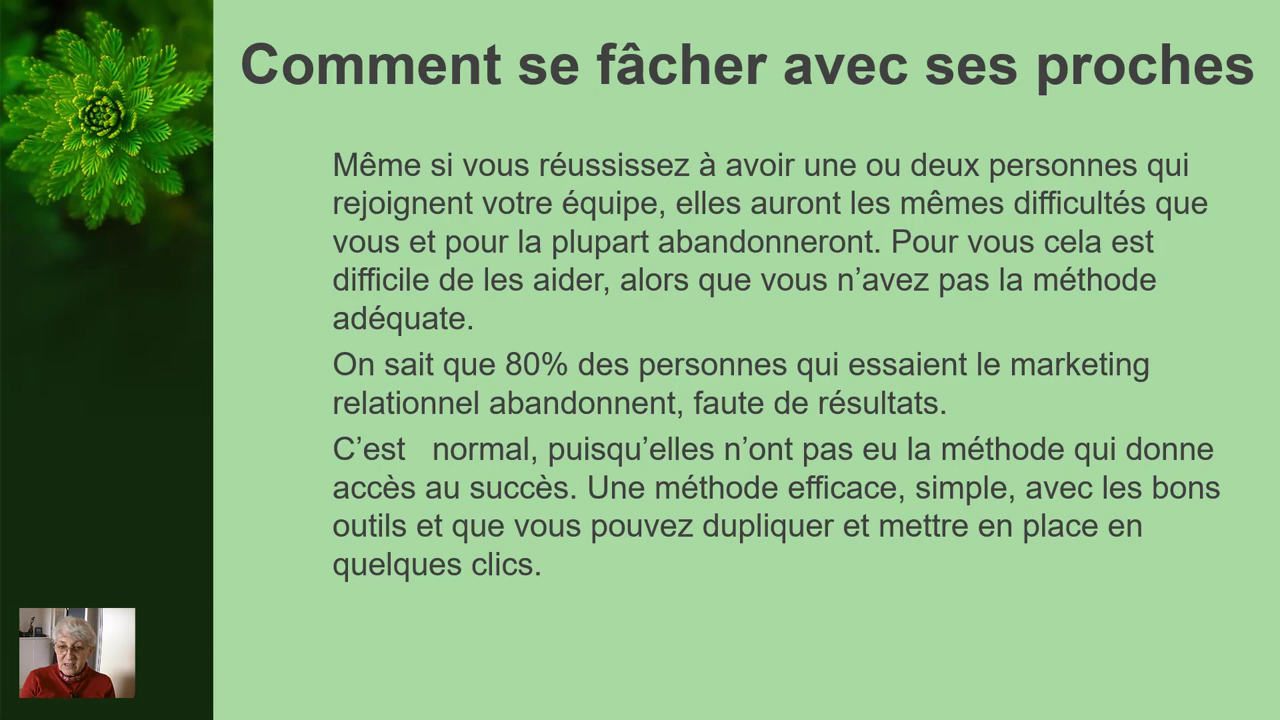 Comment se fâcher avec ses proches
Même si vous réussissez à avoir une ou deux personnes qui
rejoignent votre équipe, elles auront les mêmes difficultés que
vous et pour la plupart abandonneront. Pour vous cela est
difficile de les aider, alors que vous n’avez pas la méthode
adéquate.
On sait que 80% des personnes qui essaient le marketing
relationnel abandonnent, faute de résultats.
C’est   normal, puisqu’elles n’ont pas eu la méthode qui donne
accès au succès. Une méthode efficace, simple, avec les bons
outils et que vous pouvez dupliquer et mettre en place en
quelques clics.